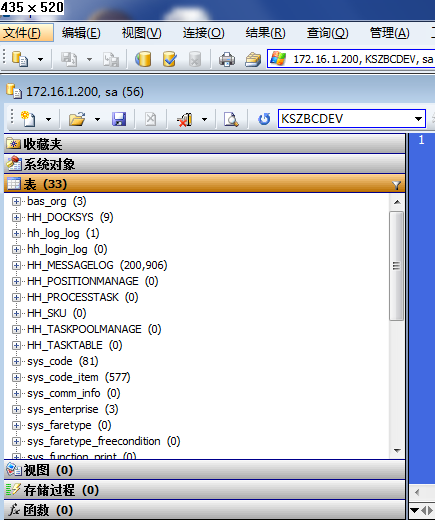 435 × 520
文件(F) 编辑(E) 视图(V) 连接(O) 结果(R) 查询(Q) 管理(A)
172.16.1.200, KSZBCDEV, sa
172.16.1.200, sa (56)
KSZBCDEV
收藏夹
1
系统对象
表 (33)
bas_org (3)
HH_DOCKSYS (9)
hh_log_log (1)
hh_login_log (0)
HH_MESSAGELOG (200,906)
HH_POSITIONMANAGE (0)
HH_PROCESSTASK (0)
HH_SKU (0)
HH_TASKPOOLMANAGE (0)
HH_TASKTABLE (0)
sys_code (81)
sys_code_item (577)
sys_comm_info (0)
sys_enterprise (3)
sys_faretype (0)
sys_faretype_freecondition (0)
sys_function_print (0)
视图 (0)
存储过程 (0)
函数 (0)